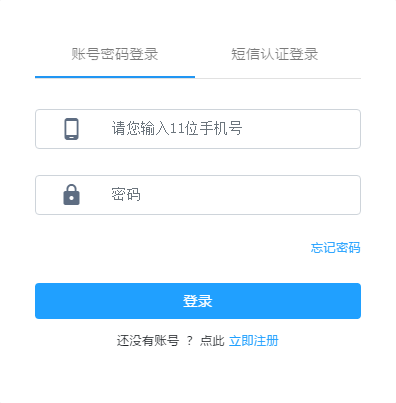 账号密码登录 短信认证登录
请您输入11位手机号
密码
忘记密码
登录
还没有账号 ？点此 立即注册